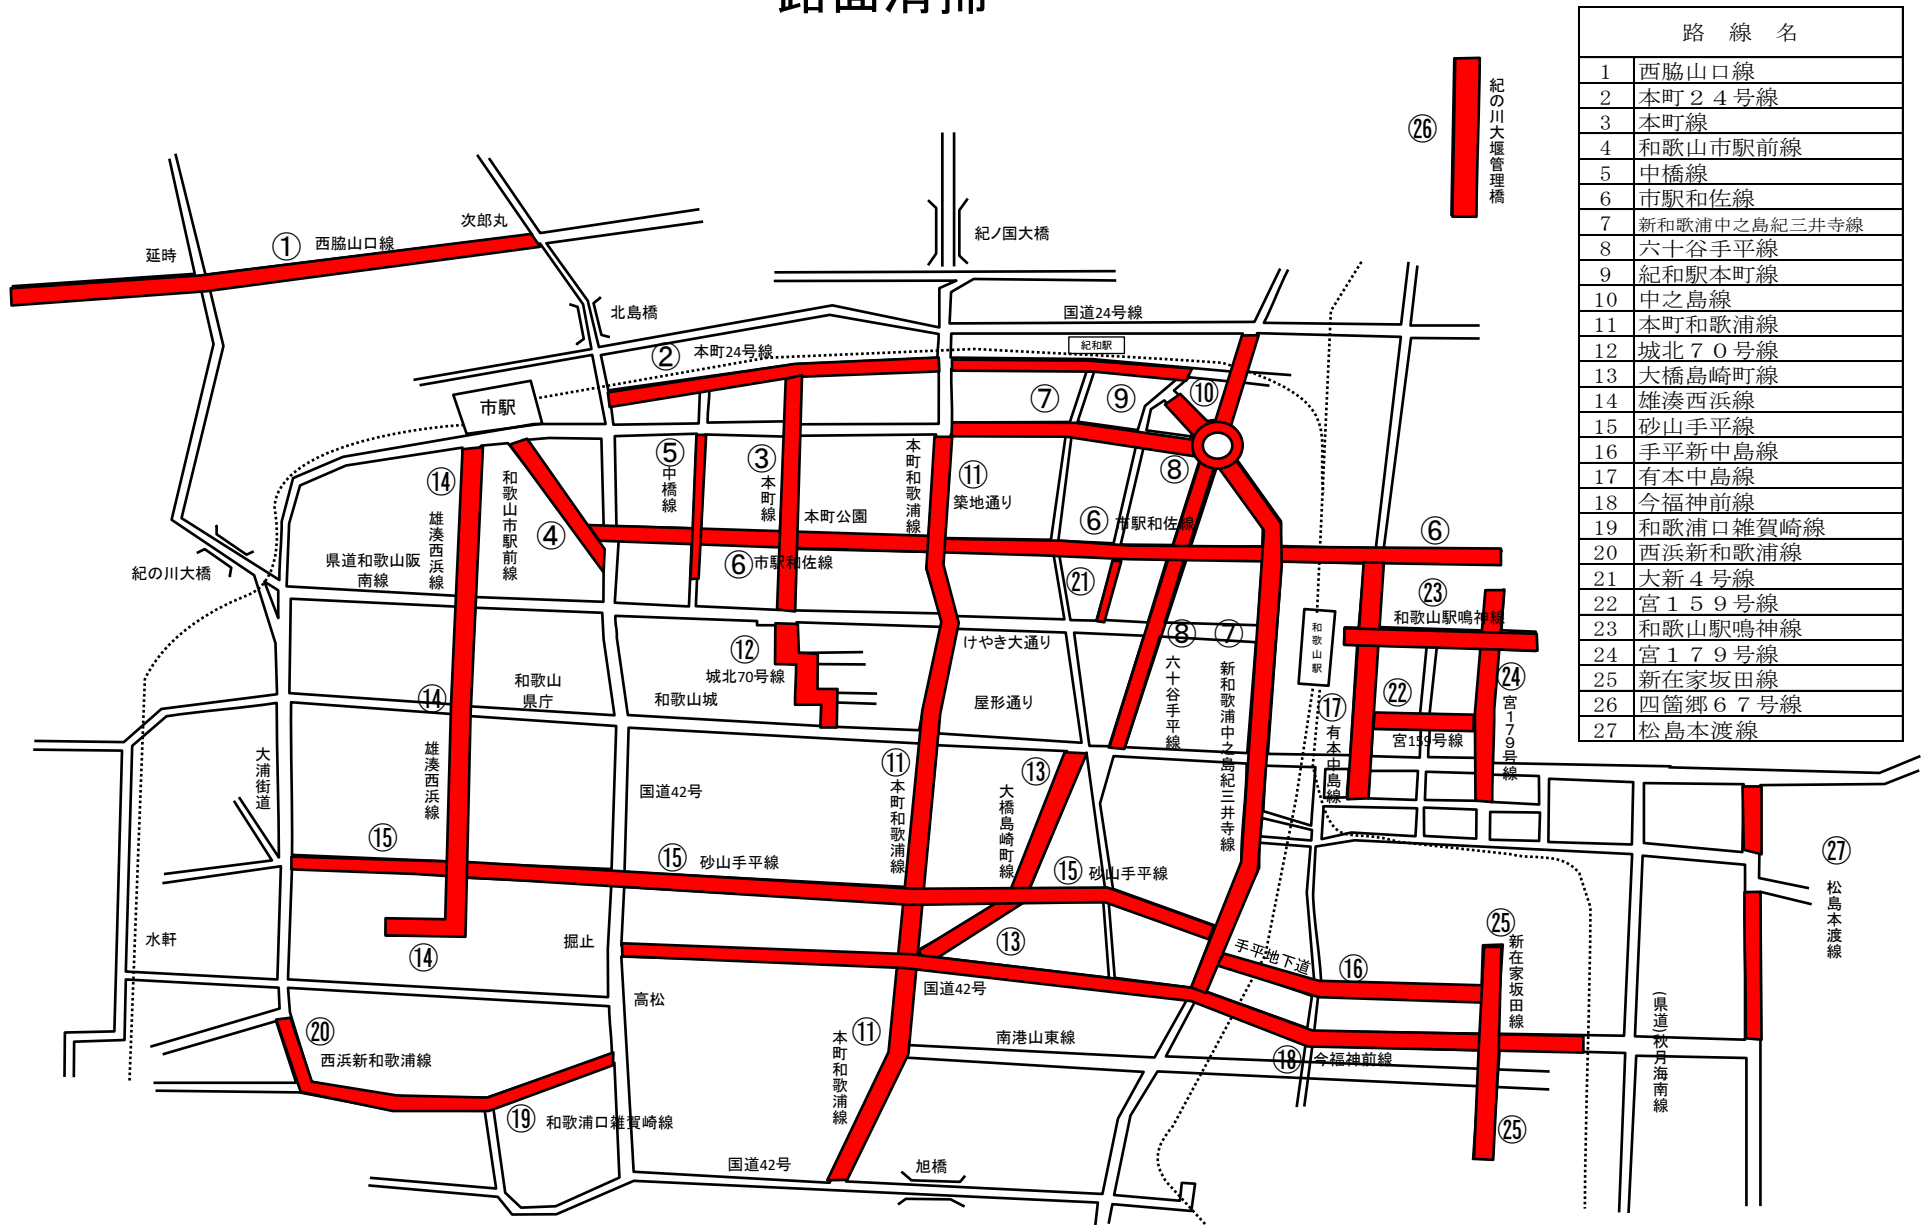 路面清掃
路線名
1 西脇山口線
2 本町２４号線
3 本町線
4 和歌山市駅前線
5 中橋線
6 市駅和佐線
7 新和歌浦中之島紀三井寺線
8 六十谷手平線
9 紀和駅本町線
10 中之島線
11 本町和歌浦線
12 城北７０号線
13 大橋島崎町線
14 雄湊西浜線
15 砂山手平線
16 手平新中島線
17 有本中島線
18 今福神前線
19 和歌浦口雑賀崎線
20 西浜新和歌浦線
21 大新４号線
22 宮１５９号線
23 和歌山駅鳴神線
24 宮１７９号線
25 新在家坂田線
26 四箇郷６７号線
27 松島本渡線
㉖
紀の川大堰管理橋
延時
①
西脇山口線
次郎丸
紀ノ国大橋
北島橋
国道24号線
紀和駅
②
本町24号線
市駅
⑦
⑨
⑩
⑭
雄湊西浜線
和歌山市駅前線
④
⑤
中橋線
③
本町線
本町公園
本町和歌浦線
⑪
築地通り
⑧
⑥
市駅和佐線
⑥
⑥
市駅和佐線
県道和歌山阪
南線
紀の川大橋
㉑
㉓
和歌山駅鳴神線
⑫
城北70号線
和歌山城
和歌山
県庁
⑭
けやき大通り
屋形通り
⑧
六十谷手平線
⑦
新和歌浦中之島紀三井寺線
和歌山駅
⑰
有本中島線
㉒
宮159号線
㉔
宮179号線
大浦街道
雄湊西浜線
国道42号
⑪
本町和歌浦線
⑬
大橋島崎町線
⑮
⑮
砂山手平線
⑮
砂山手平線
㉗
松島本渡線
水軒
⑭
掘止
⑬
手平地下道
⑯
㉕
新在家坂田線
高松
国道42号
(県道)秋月海南線
⑳
西浜新和歌浦線
⑪
本町和歌浦線
南港山東線
⑱
今福神前線
⑲
和歌浦口雑賀崎線
㉕
国道42号
旭橋